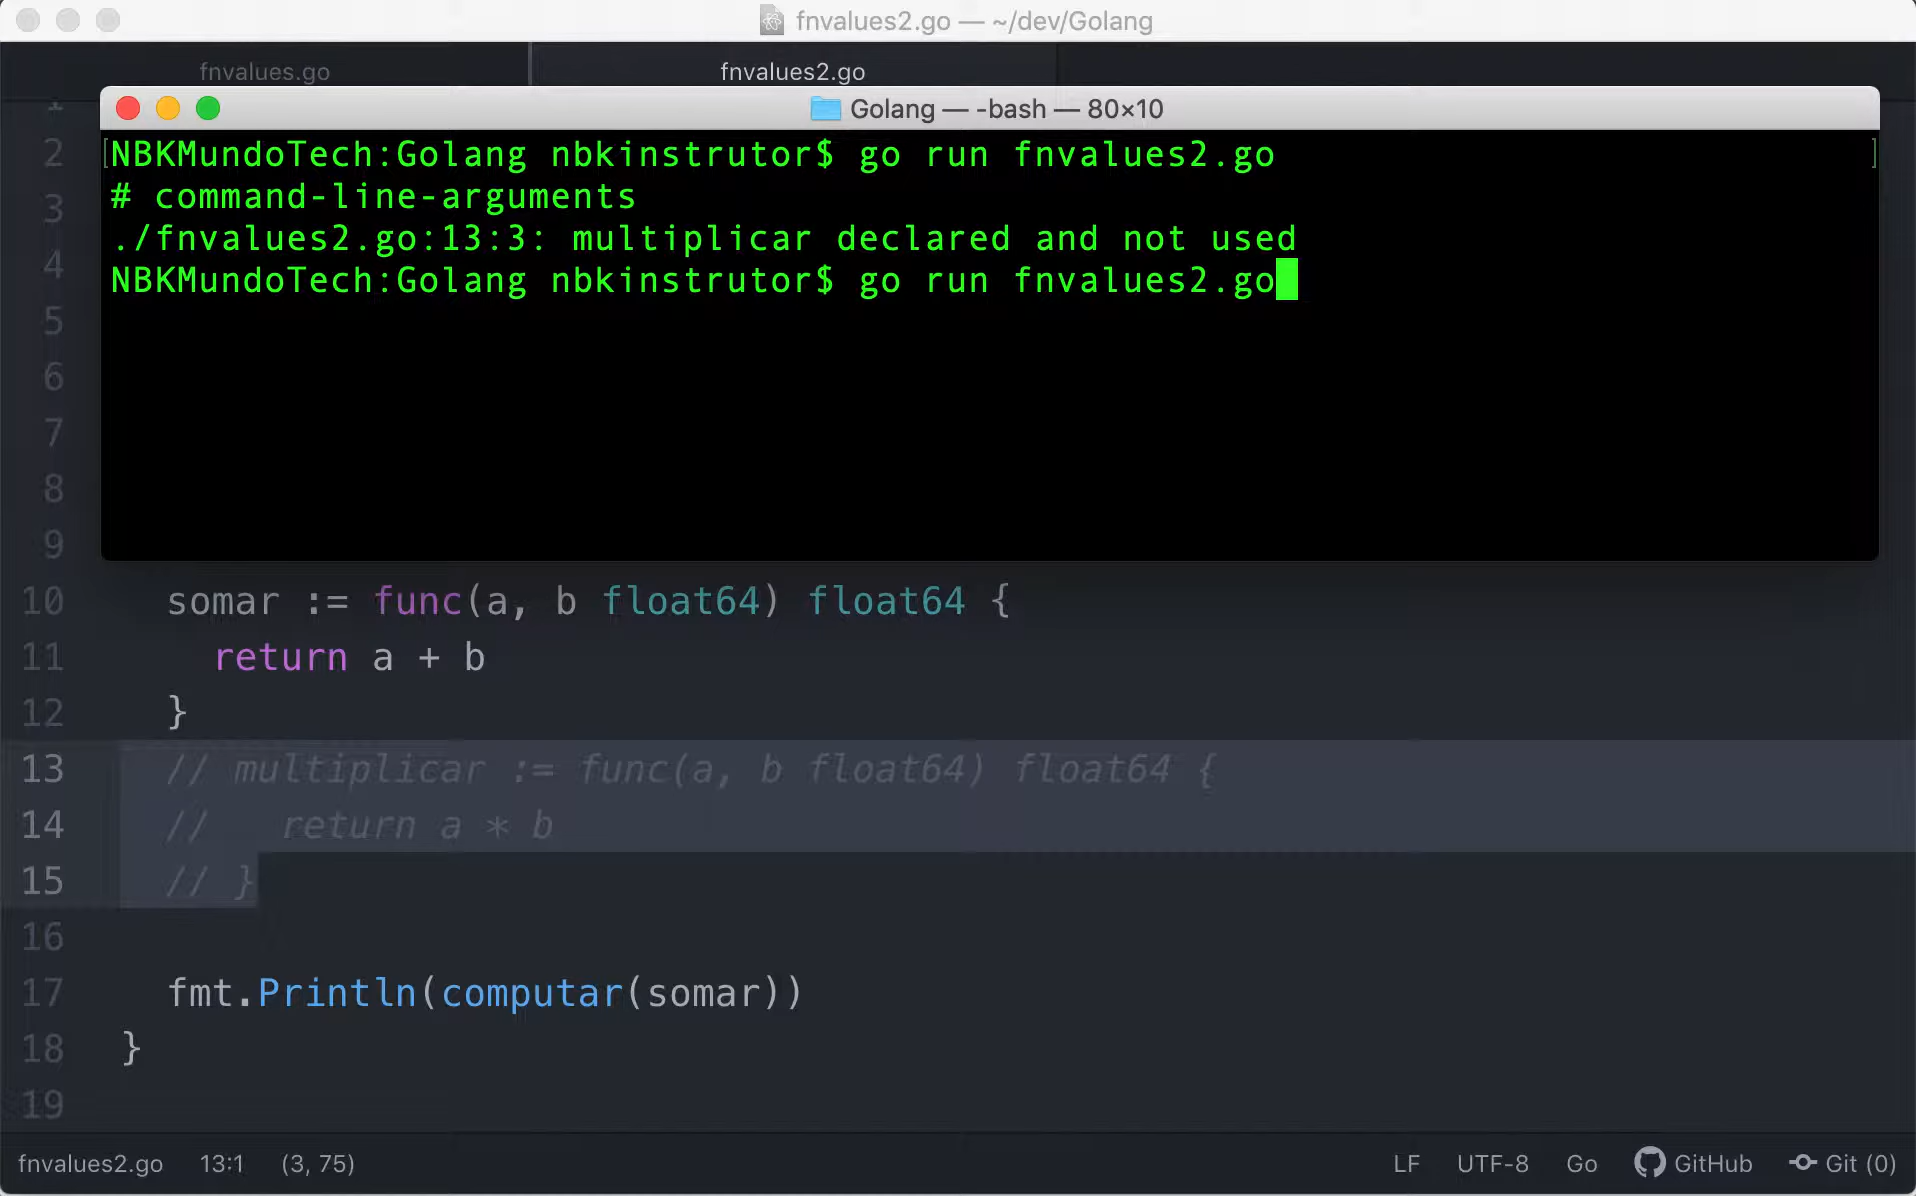 fnvalues2.go — ~/dev/Golang
fnvalues.go
fnvalues2.go
Golang — -bash — 80×10
NBKMundoTech:Golang nbkinstrutor$ go run fnvalues2.go
# command-line-arguments
./fnvalues2.go:13:3: multiplicar declared and not used
NBKMundoTech:Golang nbkinstrutor$ go run fnvalues2.go
1
2
3
4
5
6
7
8
9
10 somar := func(a, b float64) float64 {
11 return a + b
12 }
13 // multiplicar := func(a, b float64) float64 {
14 // return a * b
15 // }
16
17 fmt.Println(computar(somar))
18 }
19
fnvalues2.go 13:1 (3, 75) LF UTF-8 Go GitHub Git (0)